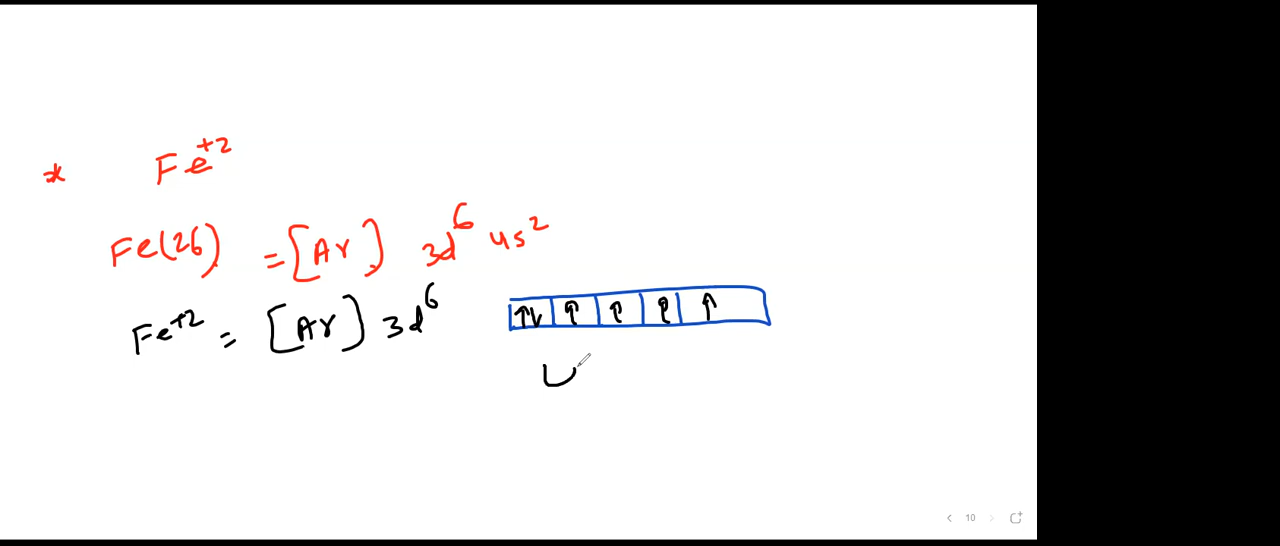 * Fe+2
Fe(26) = [Ar] 3d6 4s2
Fe+2 = [Ar] 3d6 ↑↓ ↑ ↑ ↑ ↑
U
10